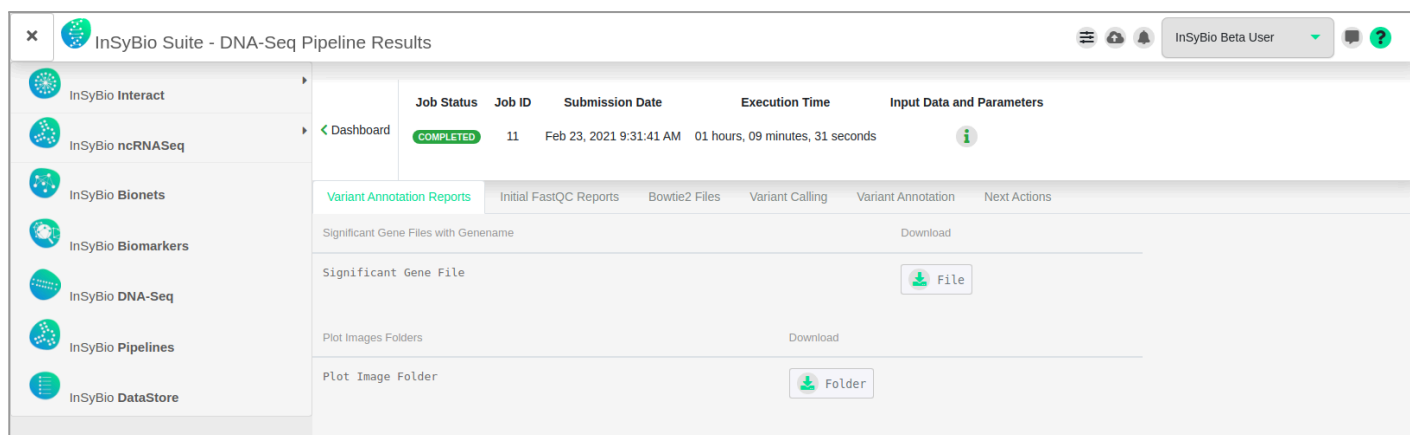 ×
InSyBio Suite - DNA-Seq Pipeline Results
InSyBio Beta User
?
InSyBio Interact
InSyBio ncRNASeq
InSyBio Bionets
InSyBio Biomarkers
InSyBio DNA-Seq
InSyBio Pipelines
InSyBio DataStore
Dashboard
Job Status Job ID Submission Date Execution Time Input Data and Parameters
COMPLETED 11 Feb 23, 2021 9:31:41 AM 01 hours, 09 minutes, 31 seconds i
Variant Annotation Reports Initial FastQC Reports Bowtie2 Files Variant Calling Variant Annotation Next Actions
Significant Gene Files with Genename Download
Significant Gene File File
Plot Images Folders Download
Plot Image Folder Folder